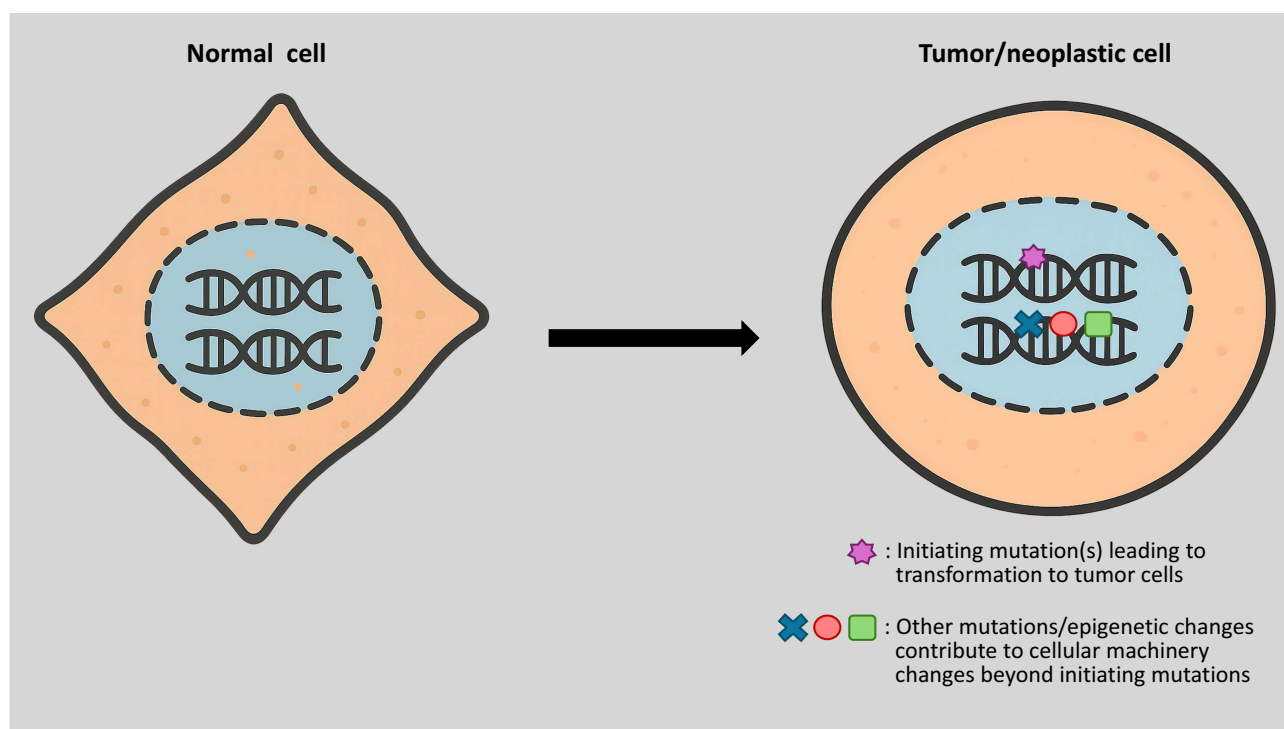 Normal cell
Tumor/neoplastic cell
: Initiating mutation(s) leading to
transformation to tumor cells
: Other mutations/epigenetic changes
contribute to cellular machinery
changes beyond initiating mutations